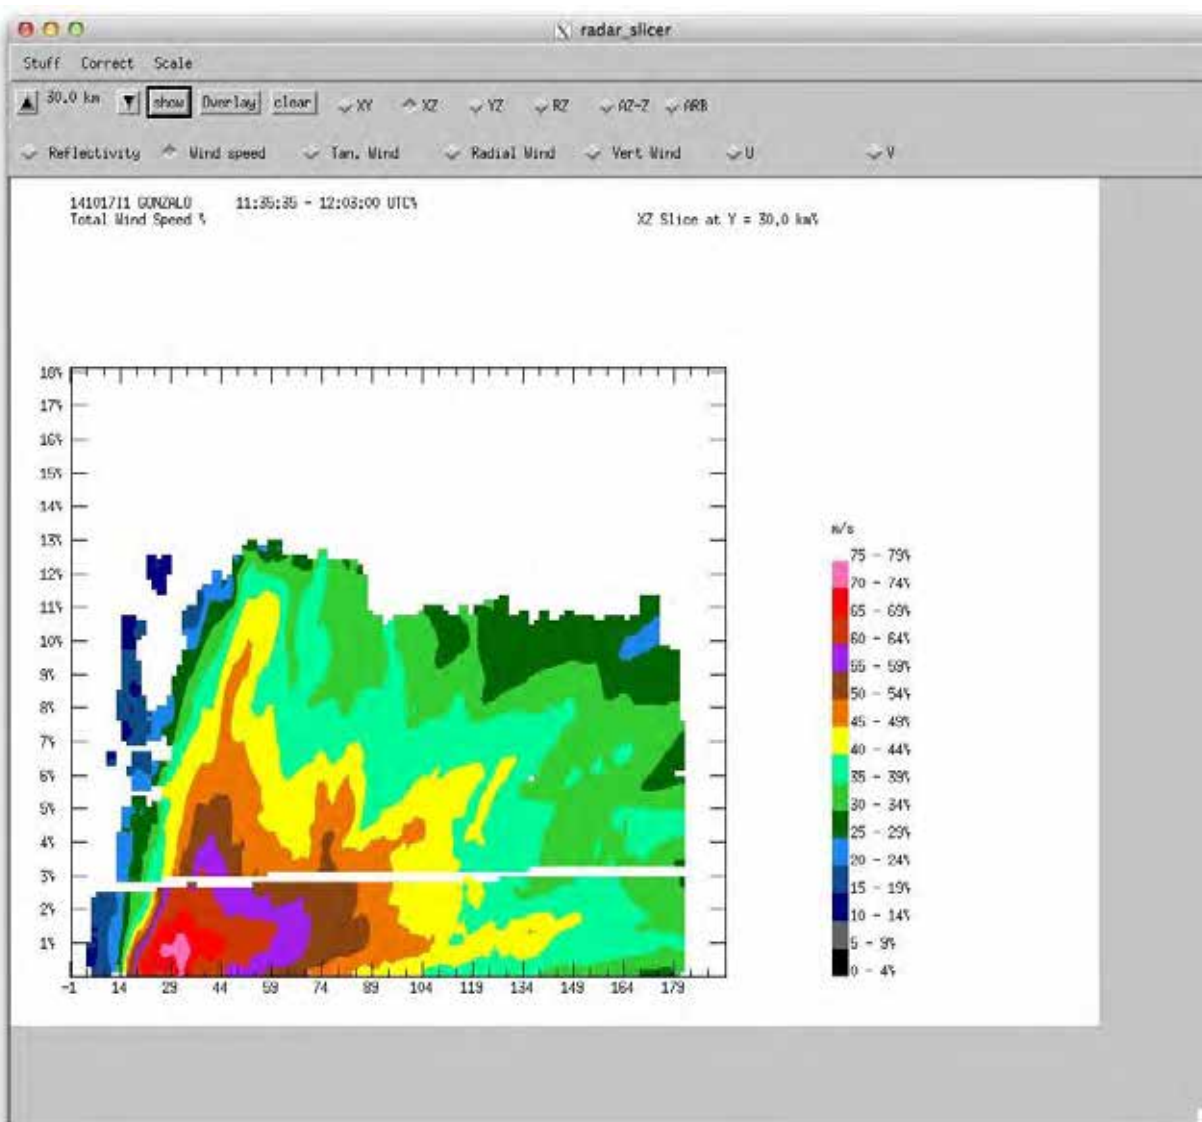 radar_slicer
Stuff Correct Scale
30.0 km show Overlay clear XY XZ YZ RZ AZ-Z ARB
Reflectivity Wind speed Tan. Wind Radial Wind Vert Wind U V
141017I1 GONZALO 11:35:35 - 12:03:00 UTC%
Total Wind Speed % XZ Slice at Y = 30.0 km%
18%
17%
16%
15%
14%
13%
12%
11%
10%
9%
8%
7%
6%
5%
4%
3%
2%
1%
-1 14 29 44 59 74 89 104 119 134 149 164 179
m/s
75 - 79%
70 - 74%
65 - 69%
60 - 64%
55 - 59%
50 - 54%
45 - 49%
40 - 44%
35 - 39%
30 - 34%
25 - 29%
20 - 24%
15 - 19%
10 - 14%
5 - 9%
0 - 4%